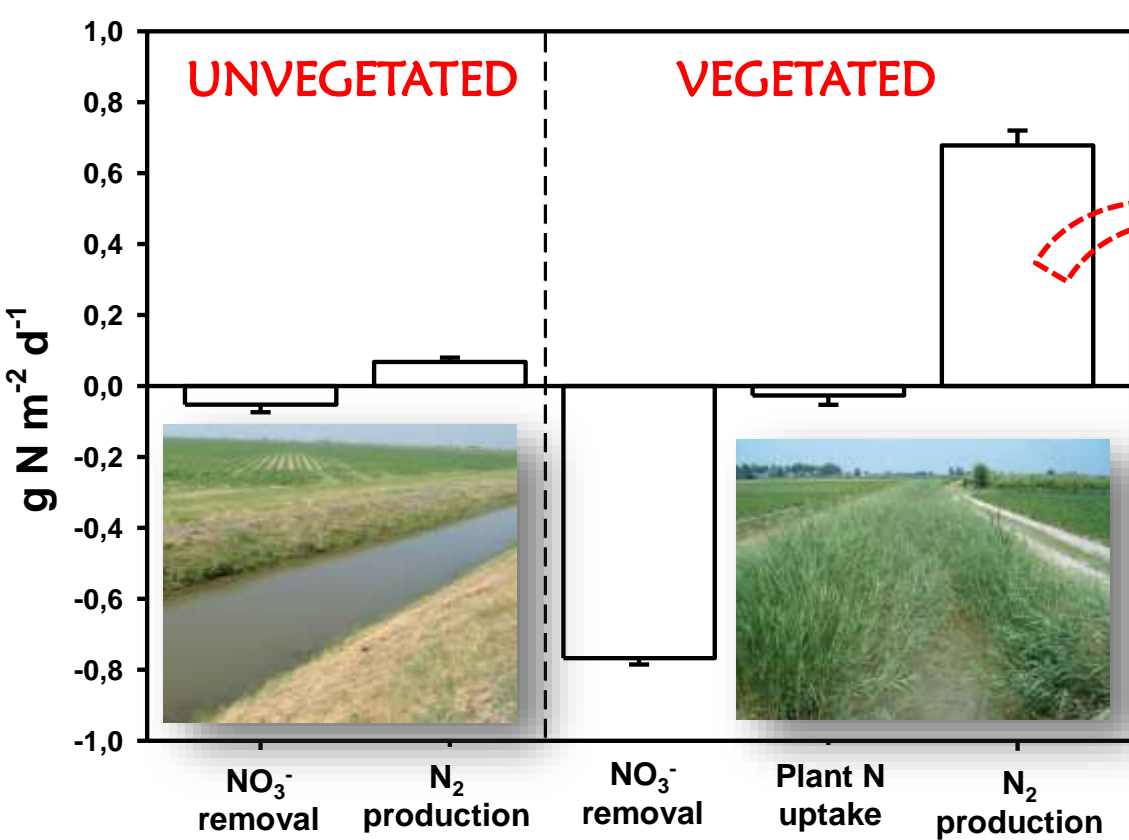 UNVEGETATED
VEGETATED
g N m⁻² d⁻¹
1,0
0,8
0,6
0,4
0,2
0,0
-0,2
-0,4
-0,6
-0,8
-1,0
NO₃⁻
removal
N₂
production
NO₃⁻
removal
Plant N
uptake
N₂
production